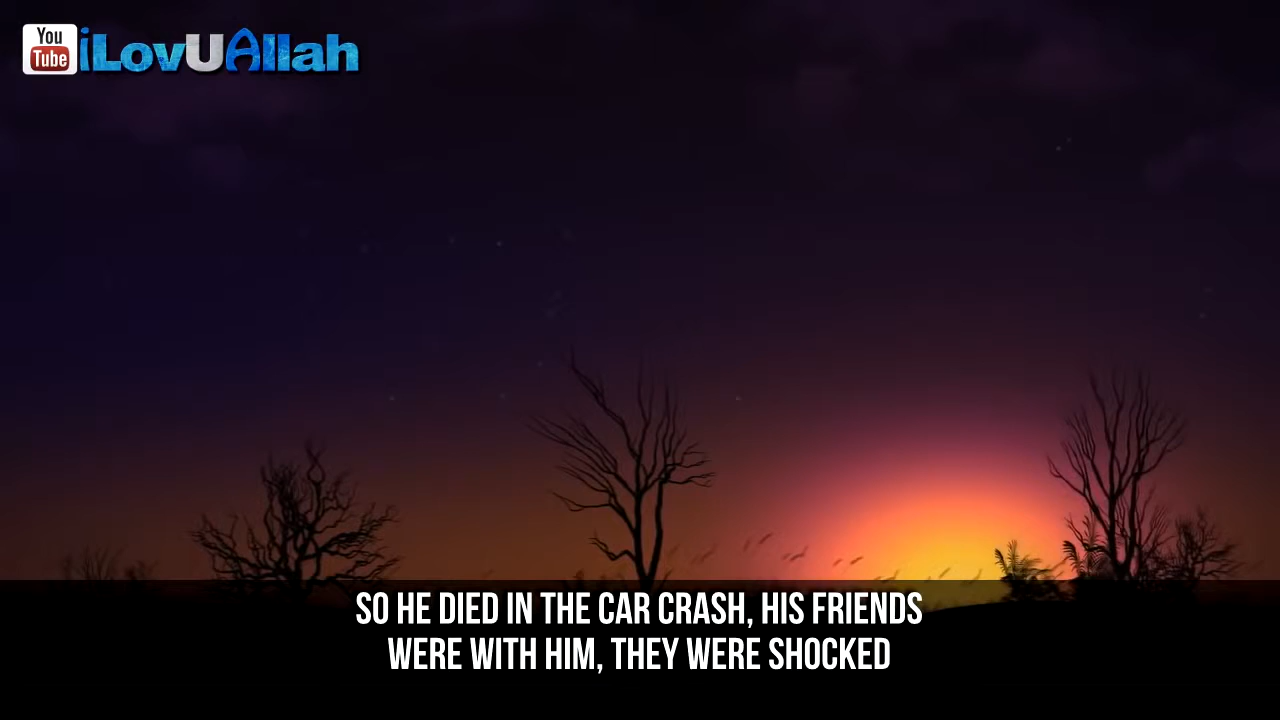 You
Tube
iLovUAllah
SO HE DIED IN THE CAR CRASH, HIS FRIENDS
WERE WITH HIM, THEY WERE SHOCKED